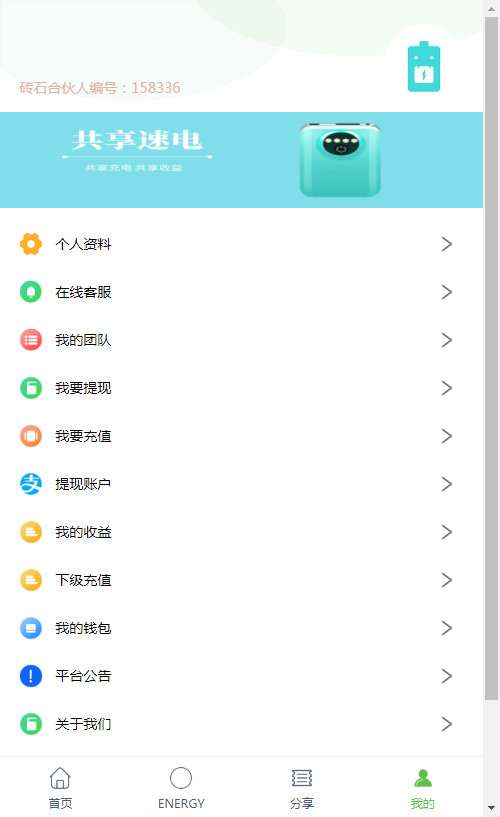 砖石合伙人编号：158336
共享速电
共享充电 共享收益
个人资料
在线客服
我的团队
我要提现
我要充值
提现账户
我的收益
下级充值
我的钱包
平台公告
关于我们
首页
ENERGY
分享
我的